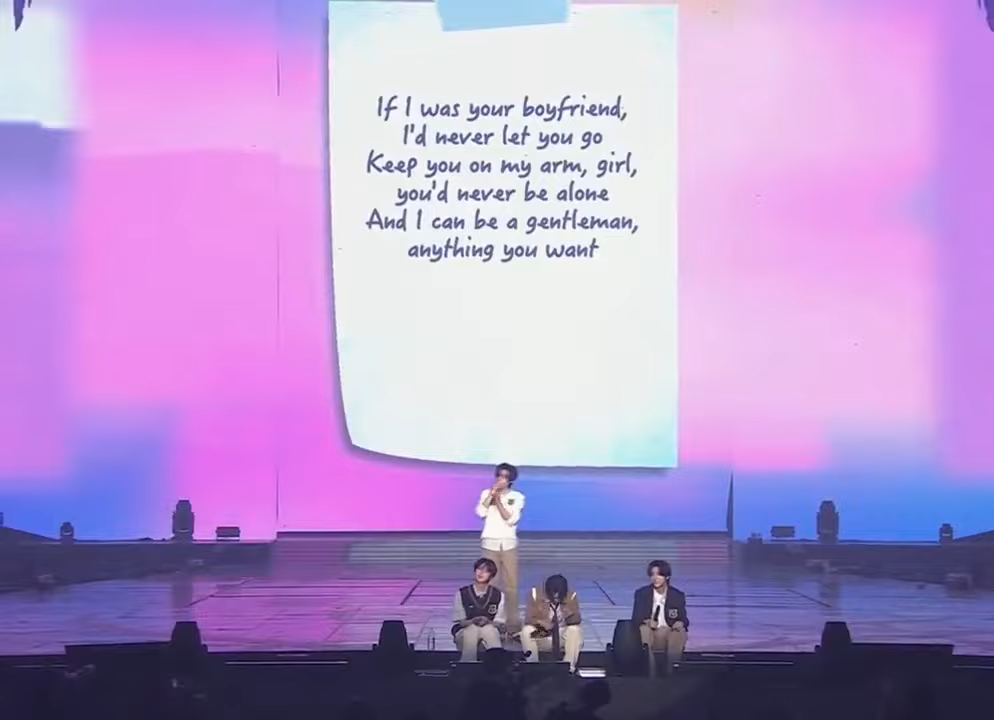 If I was your boyfriend,
I'd never let you go
Keep you on my arm, girl,
you'd never be alone
And I can be a gentleman,
anything you want